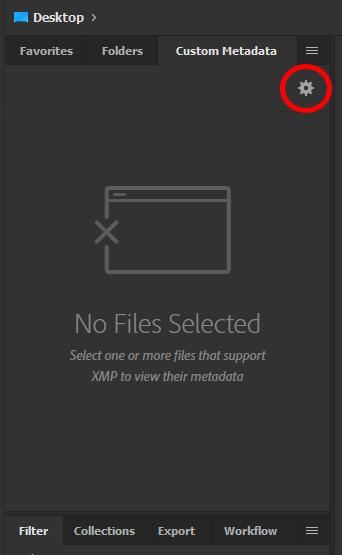 Desktop
Favorites Folders Custom Metadata
No Files Selected
Select one or more files that support
XMP to view their metadata
Filter Collections Export Workflow